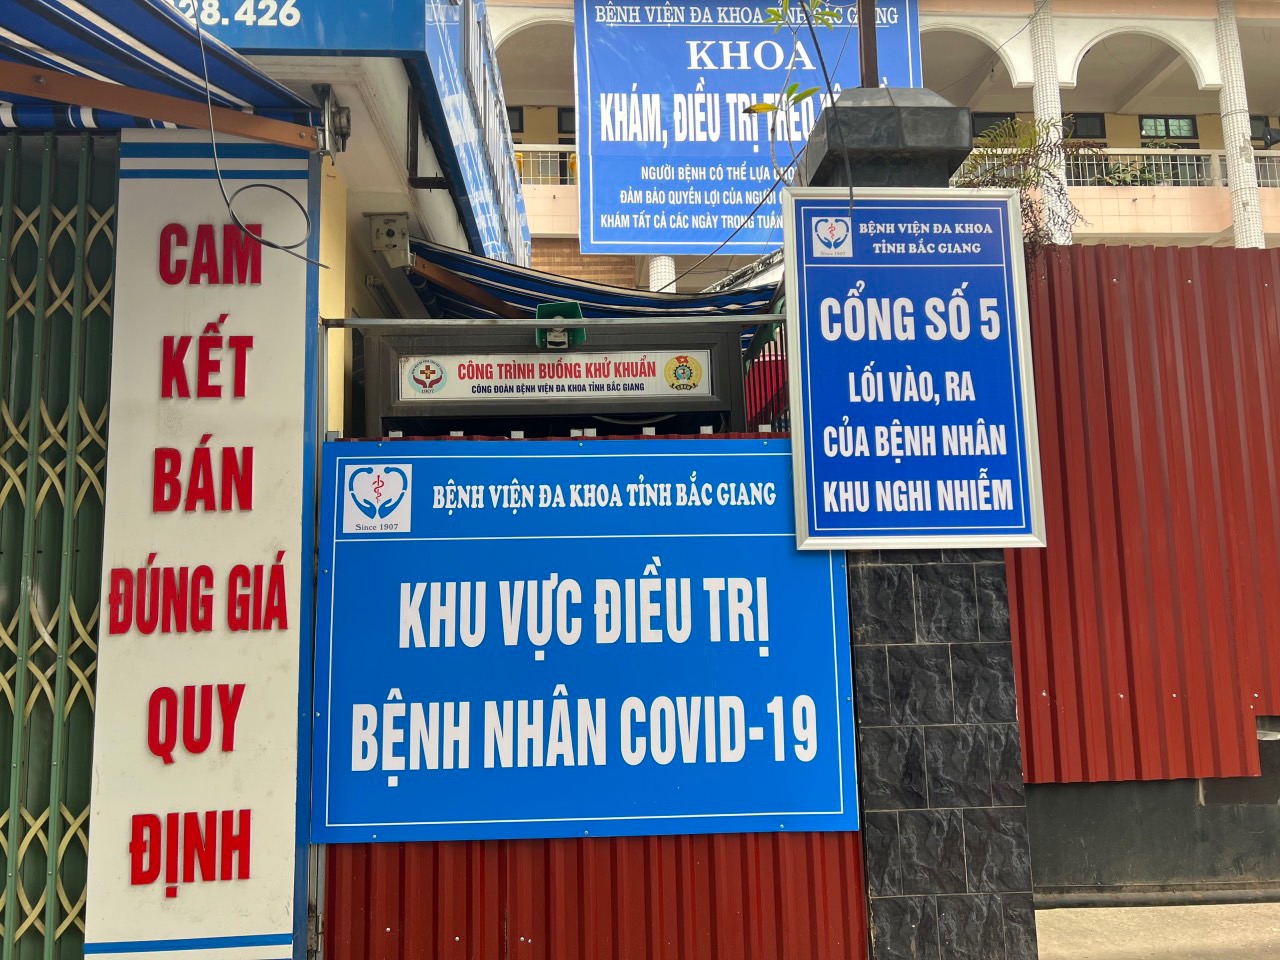 28.426
BỆNH VIỆN ĐA KHOA TỈNH BẮC GIANG
KHOA
KHÁM, ĐIỀU TRỊ THEO
NGƯỜI BỆNH CÓ THỂ LỰA
ĐẢM BẢO QUYỀN LỢI CỦA NGƯỜI
KHÁM TẤT CẢ CÁC NGÀY TRONG TUẦN
CAM
KẾT
BÁN
ĐÚNG GIÁ
QUY
ĐỊNH
1907
CÔNG TRÌNH BUỒNG KHỬ KHUẨN
CÔNG ĐOÀN BỆNH VIỆN ĐA KHOA TỈNH BẮC GIANG
Since 1907
BỆNH VIỆN ĐA KHOA TỈNH BẮC GIANG
KHU VỰC ĐIỀU TRỊ
BỆNH NHÂN COVID-19
Since 1907
BỆNH VIỆN ĐA KHOA
TỈNH BẮC GIANG
CỔNG SỐ 5
LỐI VÀO, RA
CỦA BỆNH NHÂN
KHU NGHI NHIỄM